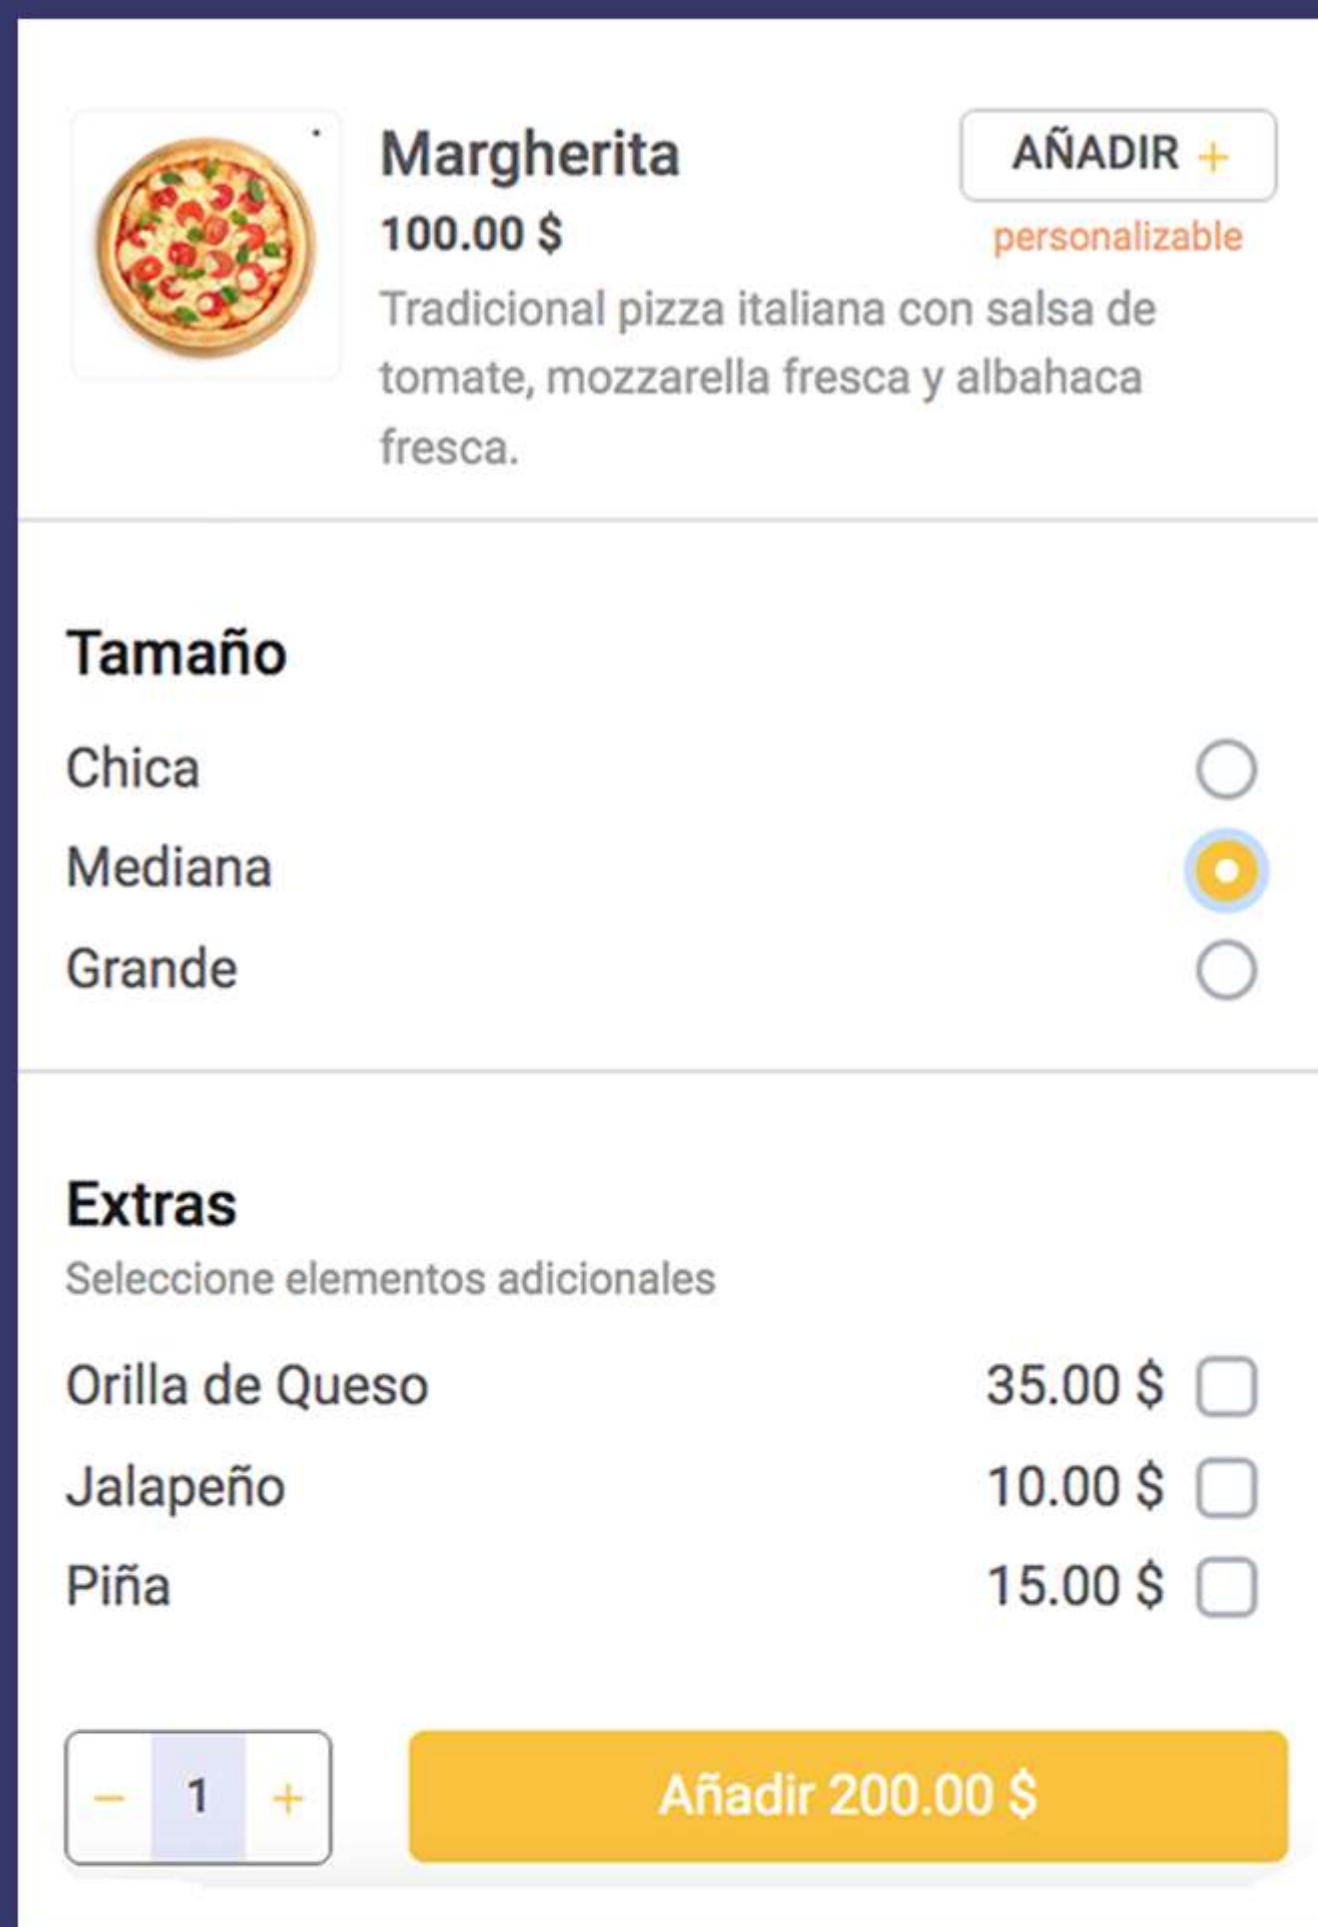 Margherita
AÑADIR +
100.00 $
personalizable
Tradicional pizza italiana con salsa de
tomate, mozzarella fresca y albahaca
fresca.
Tamaño
Chica
Mediana
Grande
Extras
Seleccione elementos adicionales
Orilla de Queso 35.00 $
Jalapeño 10.00 $
Piña 15.00 $
− 1 +
Añadir 200.00 $